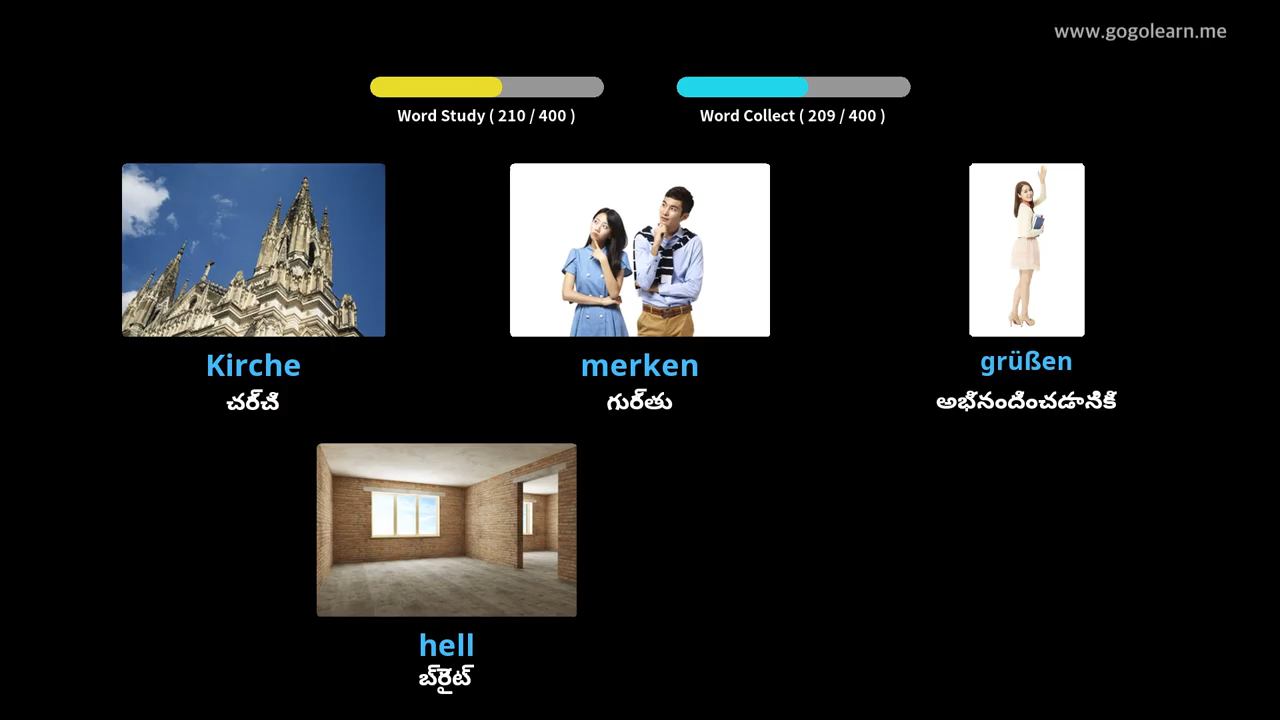 www.gogolearn.me
Word Study ( 210 / 400 )
Word Collect ( 209 / 400 )
Kirche
merken
grüßen
చర్చి
గుర్తు
అభినందించడానికి
hell
బ్రైట్